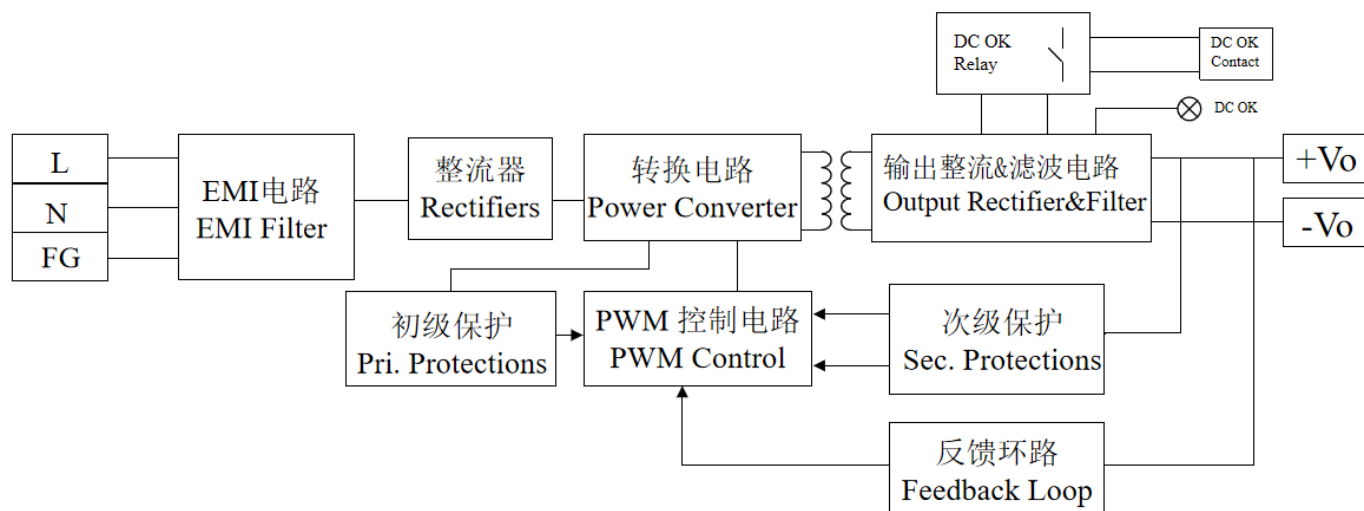 DC OK
Relay
DC OK
Contact
DC OK
L
N
FG
EMI电路
EMI Filter
整流器
Rectifiers
转换电路
Power Converter
输出整流&滤波电路
Output Rectifier&Filter
+Vo
-Vo
初级保护
Pri. Protections
PWM 控制电路
PWM Control
次级保护
Sec. Protections
反馈环路
Feedback Loop